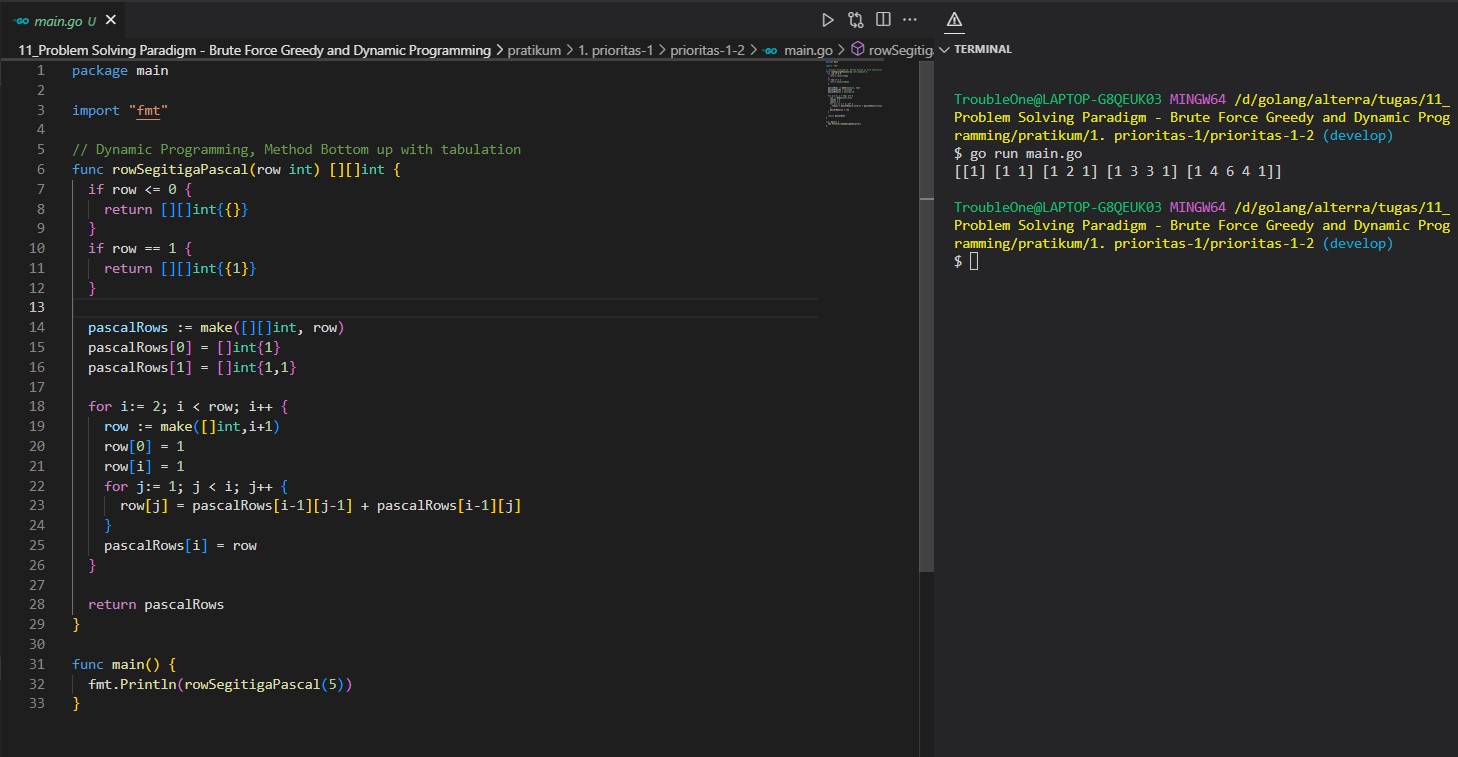 main.go U
11_Problem Solving Paradigm - Brute Force Greedy and Dynamic Programming > pratikum > 1. prioritas-1 > prioritas-1-2 > main.go > rowSegitig
1 package main
2
3 import "fmt"
4
5 // Dynamic Programming, Method Bottom up with tabulation
6 func rowSegitigaPascal(row int) [][]int {
7 if row <= 0 {
8 return [][]int{{}}
9 }
10 if row == 1 {
11 return [][]int{{1}}
12 }
13
14 pascalRows := make([][]int, row)
15 pascalRows[0] = []int{1}
16 pascalRows[1] = []int{1,1}
17
18 for i:= 2; i < row; i++ {
19 row := make([]int,i+1)
20 row[0] = 1
21 row[i] = 1
22 for j:= 1; j < i; j++ {
23 row[j] = pascalRows[i-1][j-1] + pascalRows[i-1][j]
24 }
25 pascalRows[i] = row
26 }
27
28 return pascalRows
29 }
30
31 func main() {
32 fmt.Println(rowSegitigaPascal(5))
33 }
TERMINAL
TroubleOne@LAPTOP-G8QEUK03 MINGW64 /d/golang/alterra/tugas/11_
Problem Solving Paradigm - Brute Force Greedy and Dynamic Prog
ramming/pratikum/1. prioritas-1/prioritas-1-2 (develop)
$ go run main.go
[[1] [1 1] [1 2 1] [1 3 3 1] [1 4 6 4 1]]
TroubleOne@LAPTOP-G8QEUK03 MINGW64 /d/golang/alterra/tugas/11_
Problem Solving Paradigm - Brute Force Greedy and Dynamic Prog
ramming/pratikum/1. prioritas-1/prioritas-1-2 (develop)
$